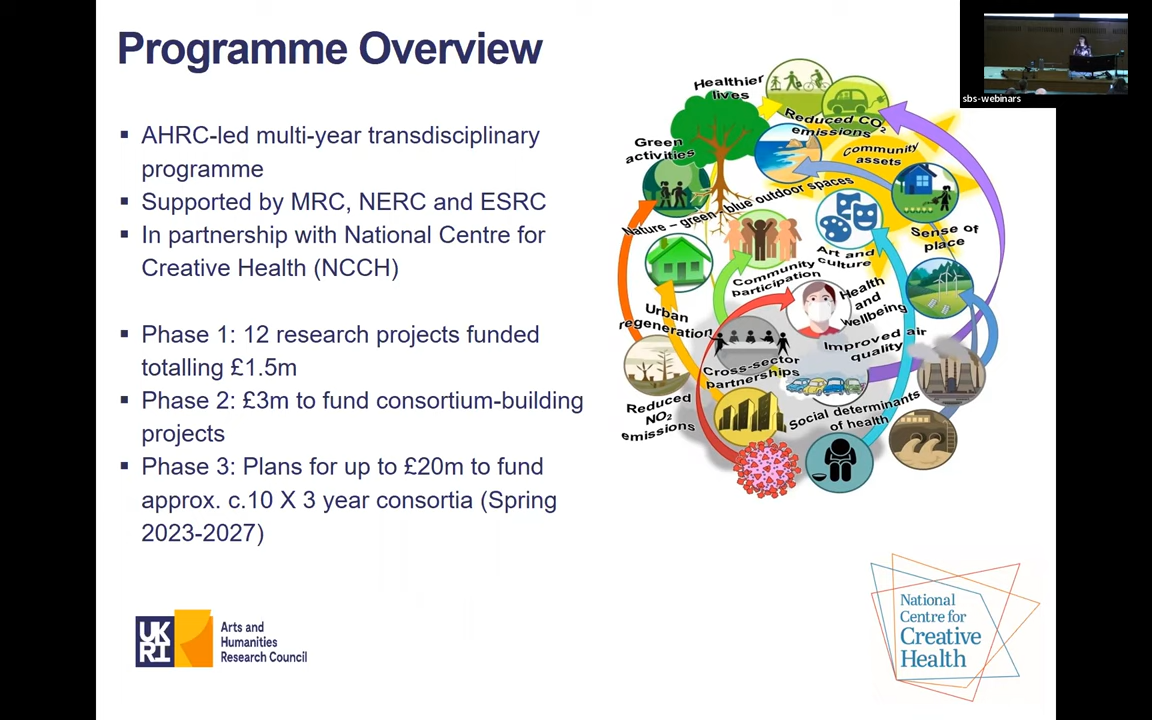 Programme Overview
sbs-webinars
▪ AHRC-led multi-year transdisciplinary
programme
▪ Supported by MRC, NERC and ESRC
▪ In partnership with National Centre for
Creative Health (NCCH)
▪ Phase 1: 12 research projects funded
totalling £1.5m
▪ Phase 2: £3m to fund consortium-building
projects
▪ Phase 3: Plans for up to £20m to fund
approx. c.10 X 3 year consortia (Spring
2023-2027)
Healthier
lives
Reduced CO₂
emissions
Green
activities
Community
assets
Nature – green - blue outdoor spaces
Sense of
place
Art and
culture
Community
participation
Health
and
wellbeing
Urban
regeneration
Improved air
quality
Cross-sector
partnerships
Reduced
NO₂
emissions
Social determinants
of health
UK
RI
Arts and
Humanities
Research Council
National
Centre for
Creative
Health